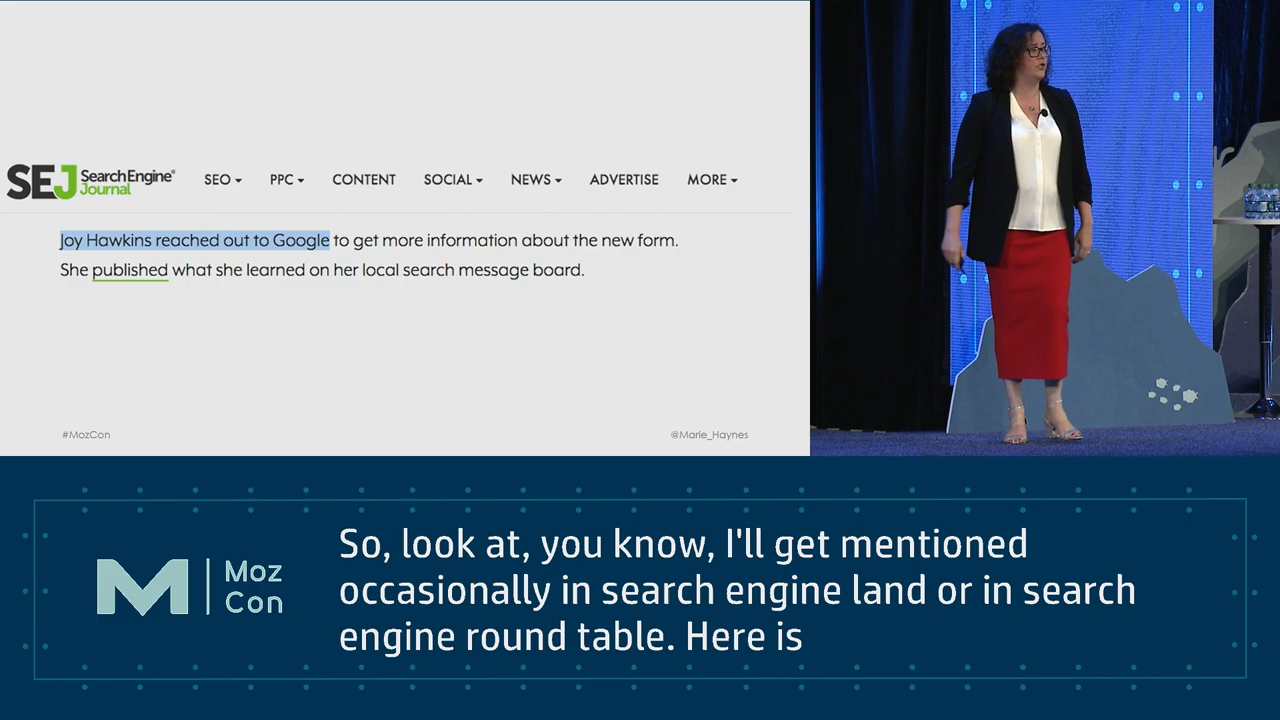 SEJ Search Engine Journal SEO PPC CONTENT SOCIAL NEWS ADVERTISE MORE
Joy Hawkins reached out to Google to get more information about the new form.
She published what she learned on her local search message board.
#MozCon @Marie_Haynes
Moz Con
So, look at, you know, I'll get mentioned
occasionally in search engine land or in search
engine round table. Here is